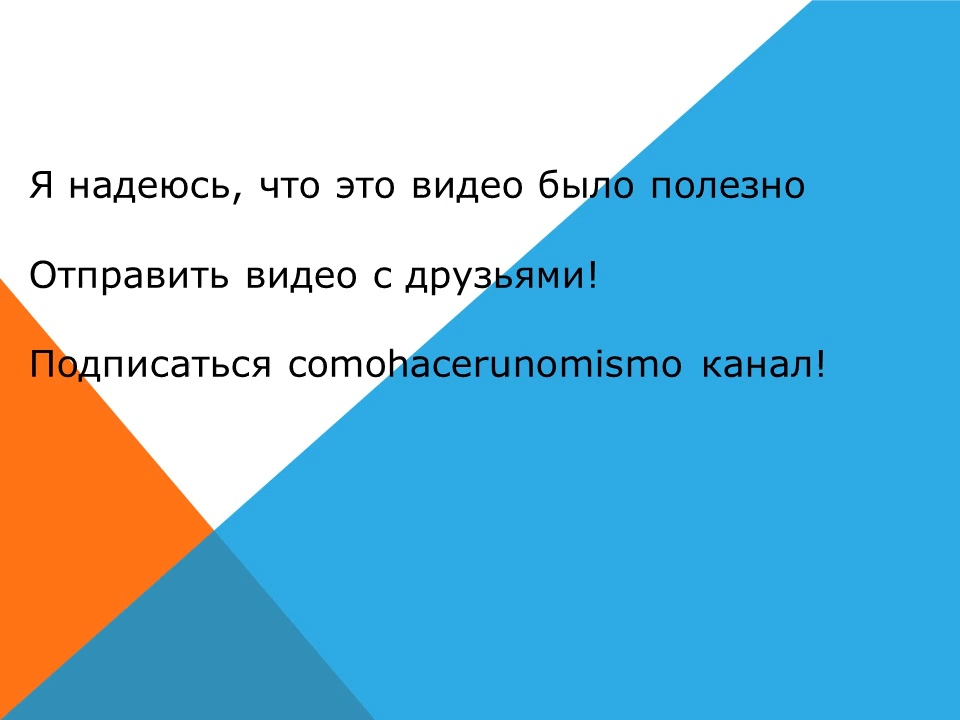 Я надеюсь, что это видео было полезно
Отправить видео с друзьями!
Подписаться comohacerunomismo канал!